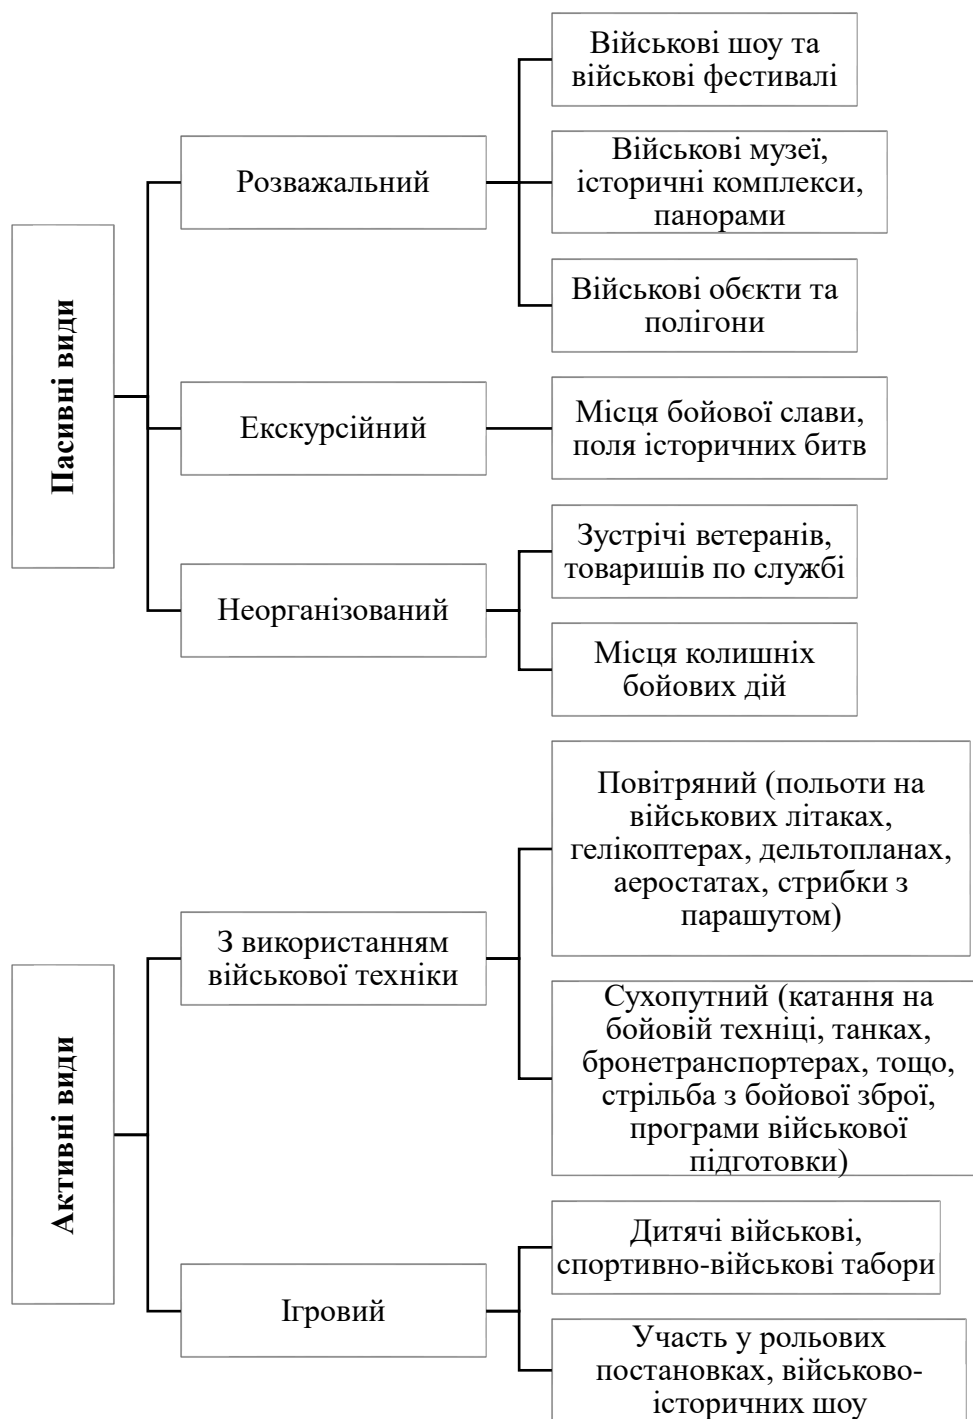 Пасивні види
Розважальний
Військові шоу та
військові фестивалі
Військові музеї,
історичні комплекси,
панорами
Військові обєкти та
полігони
Екскурсійний
Місця бойової слави,
поля історичних битв
Неорганізований
Зустрічі ветеранів,
товаришів по службі
Місця колишніх
бойових дій
Активні види
З використанням
військової техніки
Повітряний (польоти на
військових літаках,
гелікоптерах, дельтопланах,
аеростатах, стрибки з
парашутом)
Сухопутний (катання на
бойовій техніці, танках,
бронетранспортерах, тощо,
стрільба з бойової зброї,
програми військової
підготовки)
Ігровий
Дитячі військові,
спортивно-військові табори
Участь у рольових
постановках, військово-
історичних шоу